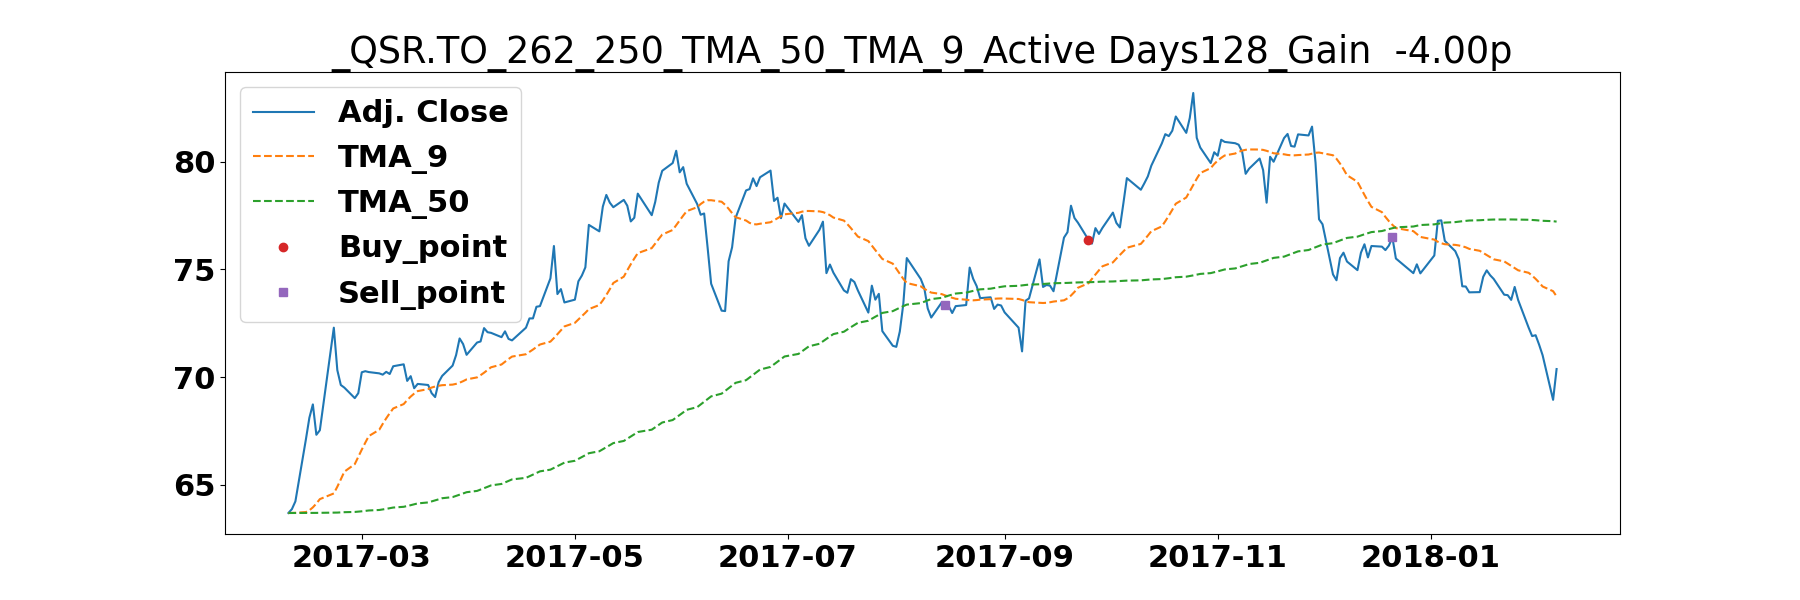 _QSR.TO_262_250_TMA_50_TMA_9_Active Days128_Gain  -4.00p
Adj. Close
TMA_9
TMA_50
Buy_point
Sell_point
80
75
70
65
2017-03 2017-05 2017-07 2017-09 2017-11 2018-01